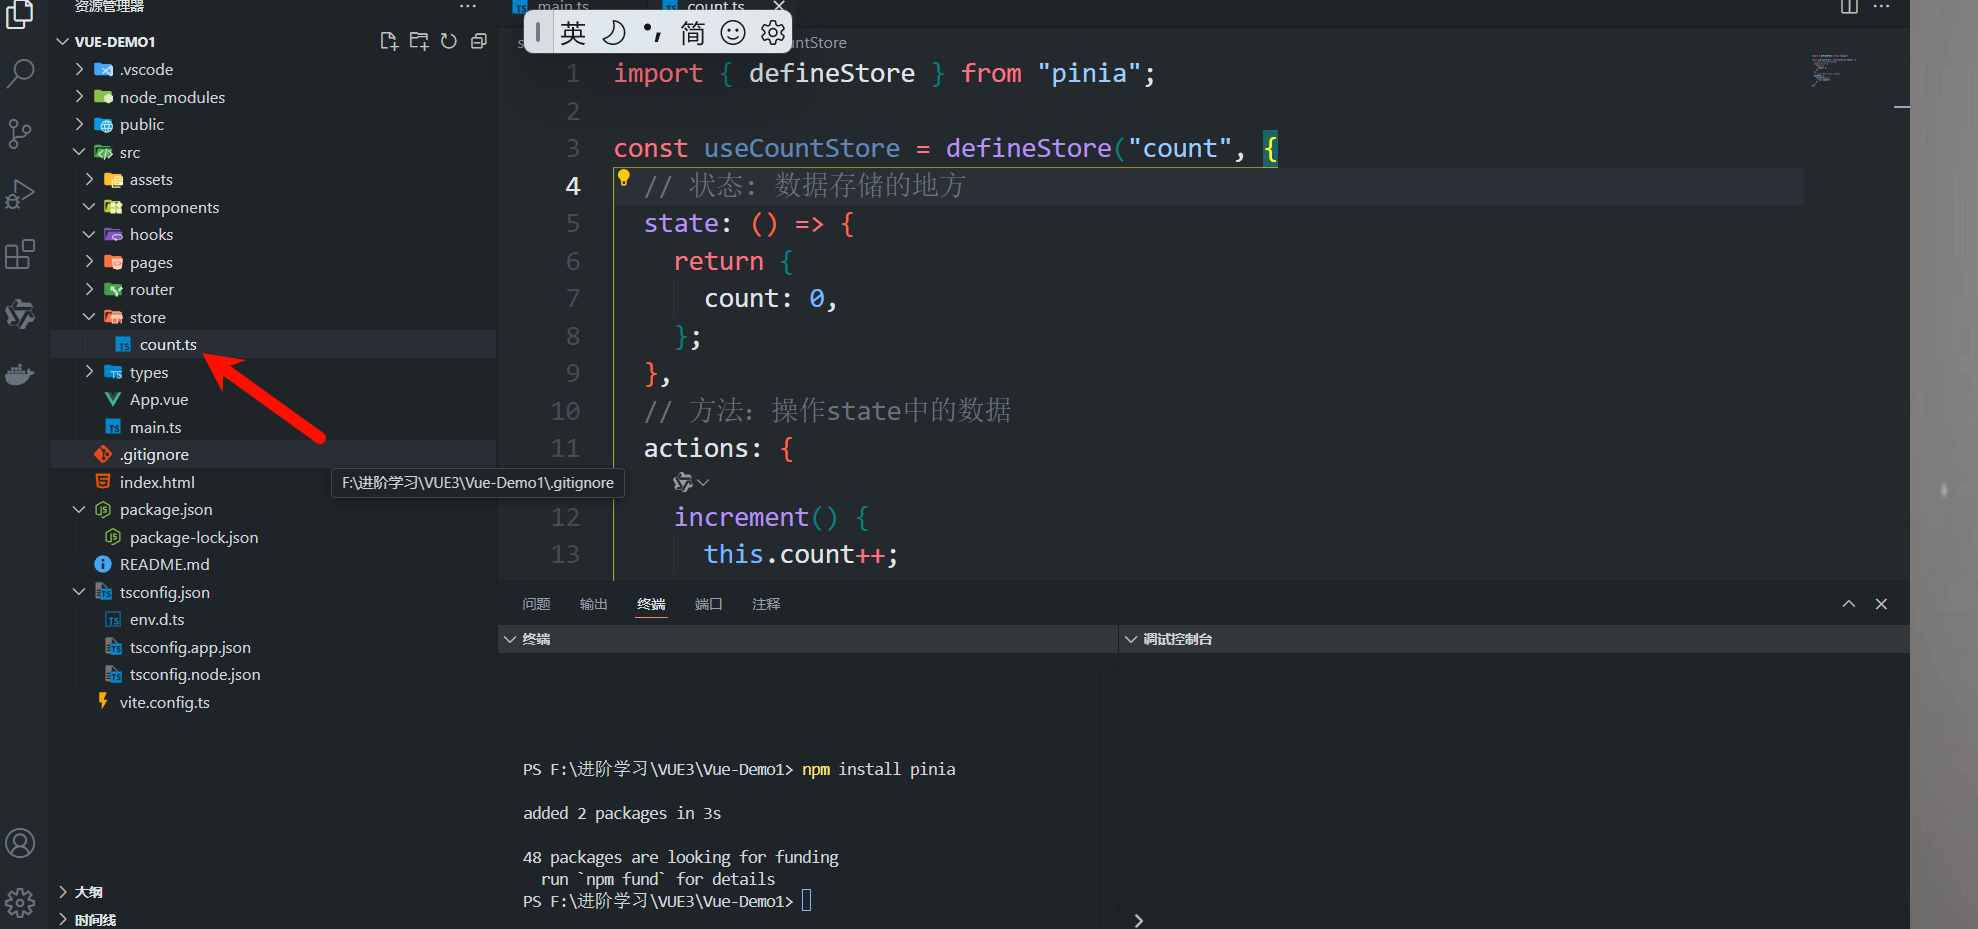 资源管理器
VUE-DEMO1
.vscode
node_modules
public
src
assets
components
hooks
pages
router
store
count.ts
types
App.vue
main.ts
.gitignore
index.html
package.json
package-lock.json
README.md
tsconfig.json
env.d.ts
tsconfig.app.json
tsconfig.node.json
vite.config.ts
大纲
时间线
F:\进阶学习\VUE3\Vue-Demo1\.gitignore
main.ts
count.ts
英 简
s
untStore
1 import { defineStore } from "pinia";
2
3 const useCountStore = defineStore("count", {
4 // 状态: 数据存储的地方
5 state: () => {
6 return {
7 count: 0,
8 };
9 },
10 // 方法: 操作state中的数据
11 actions: {
12 increment() {
13 this.count++;
问题 输出 终端 端口 注释
终端
PS F:\进阶学习\VUE3\Vue-Demo1> npm install pinia
added 2 packages in 3s
48 packages are looking for funding
run `npm fund` for details
PS F:\进阶学习\VUE3\Vue-Demo1>
调试控制台